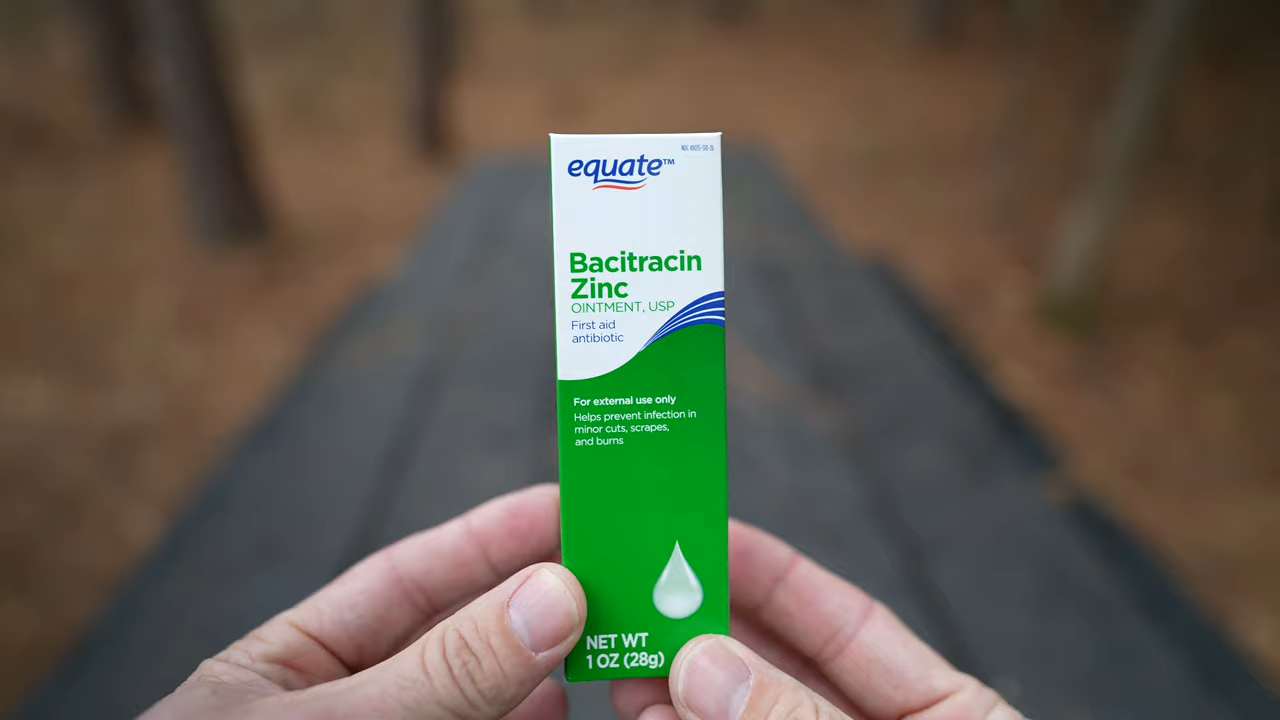 equate™
Bacitracin
Zinc
OINTMENT, USP
First aid
antibiotic
For external use only
Helps prevent infection in
minor cuts, scrapes,
and burns
NET WT
1 OZ (28g)